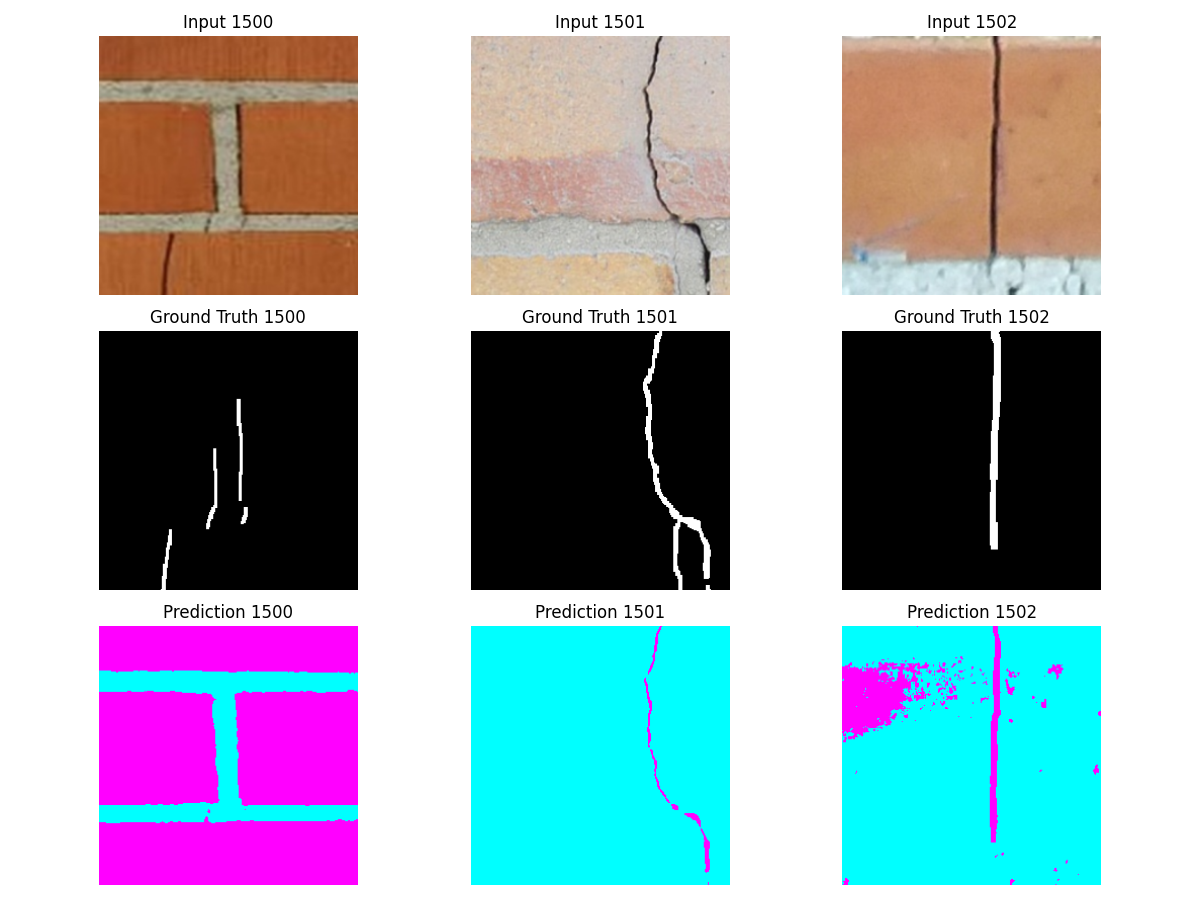 Input 1500
Input 1501
Input 1502
Ground Truth 1500
Ground Truth 1501
Ground Truth 1502
Prediction 1500
Prediction 1501
Prediction 1502